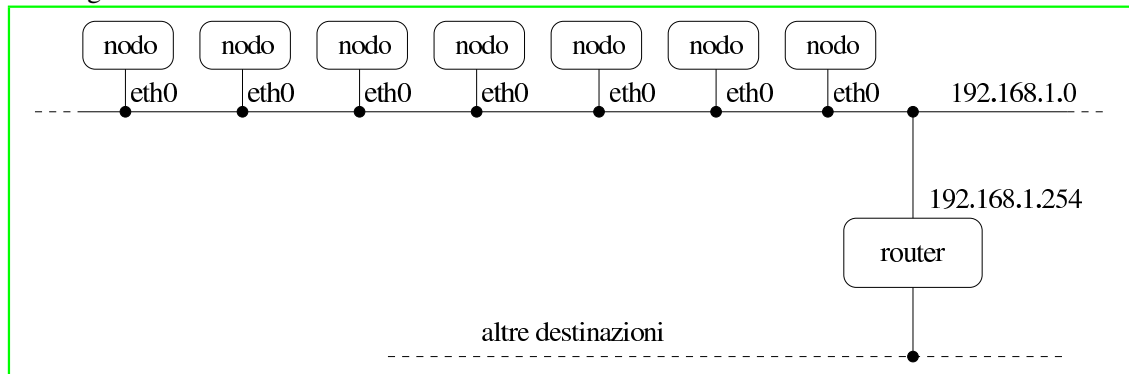 nodo nodo nodo nodo nodo nodo nodo
eth0 eth0 eth0 eth0 eth0 eth0 eth0 192.168.1.0
192.168.1.254
router
altre destinazioni